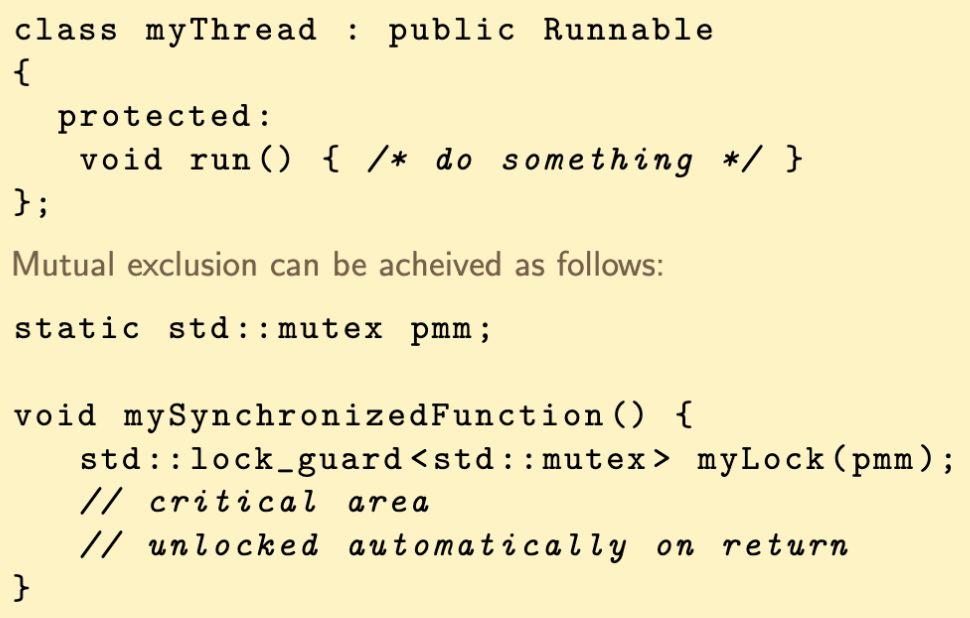 class myThread : public Runnable
{
  protected:
   void run() { /* do something */ }
};
Mutual exclusion can be acheived as follows:
static std::mutex pmm;

void mySynchronizedFunction() {
   std::lock_guard<std::mutex> myLock(pmm);
   // critical area
   // unlocked automatically on return
}